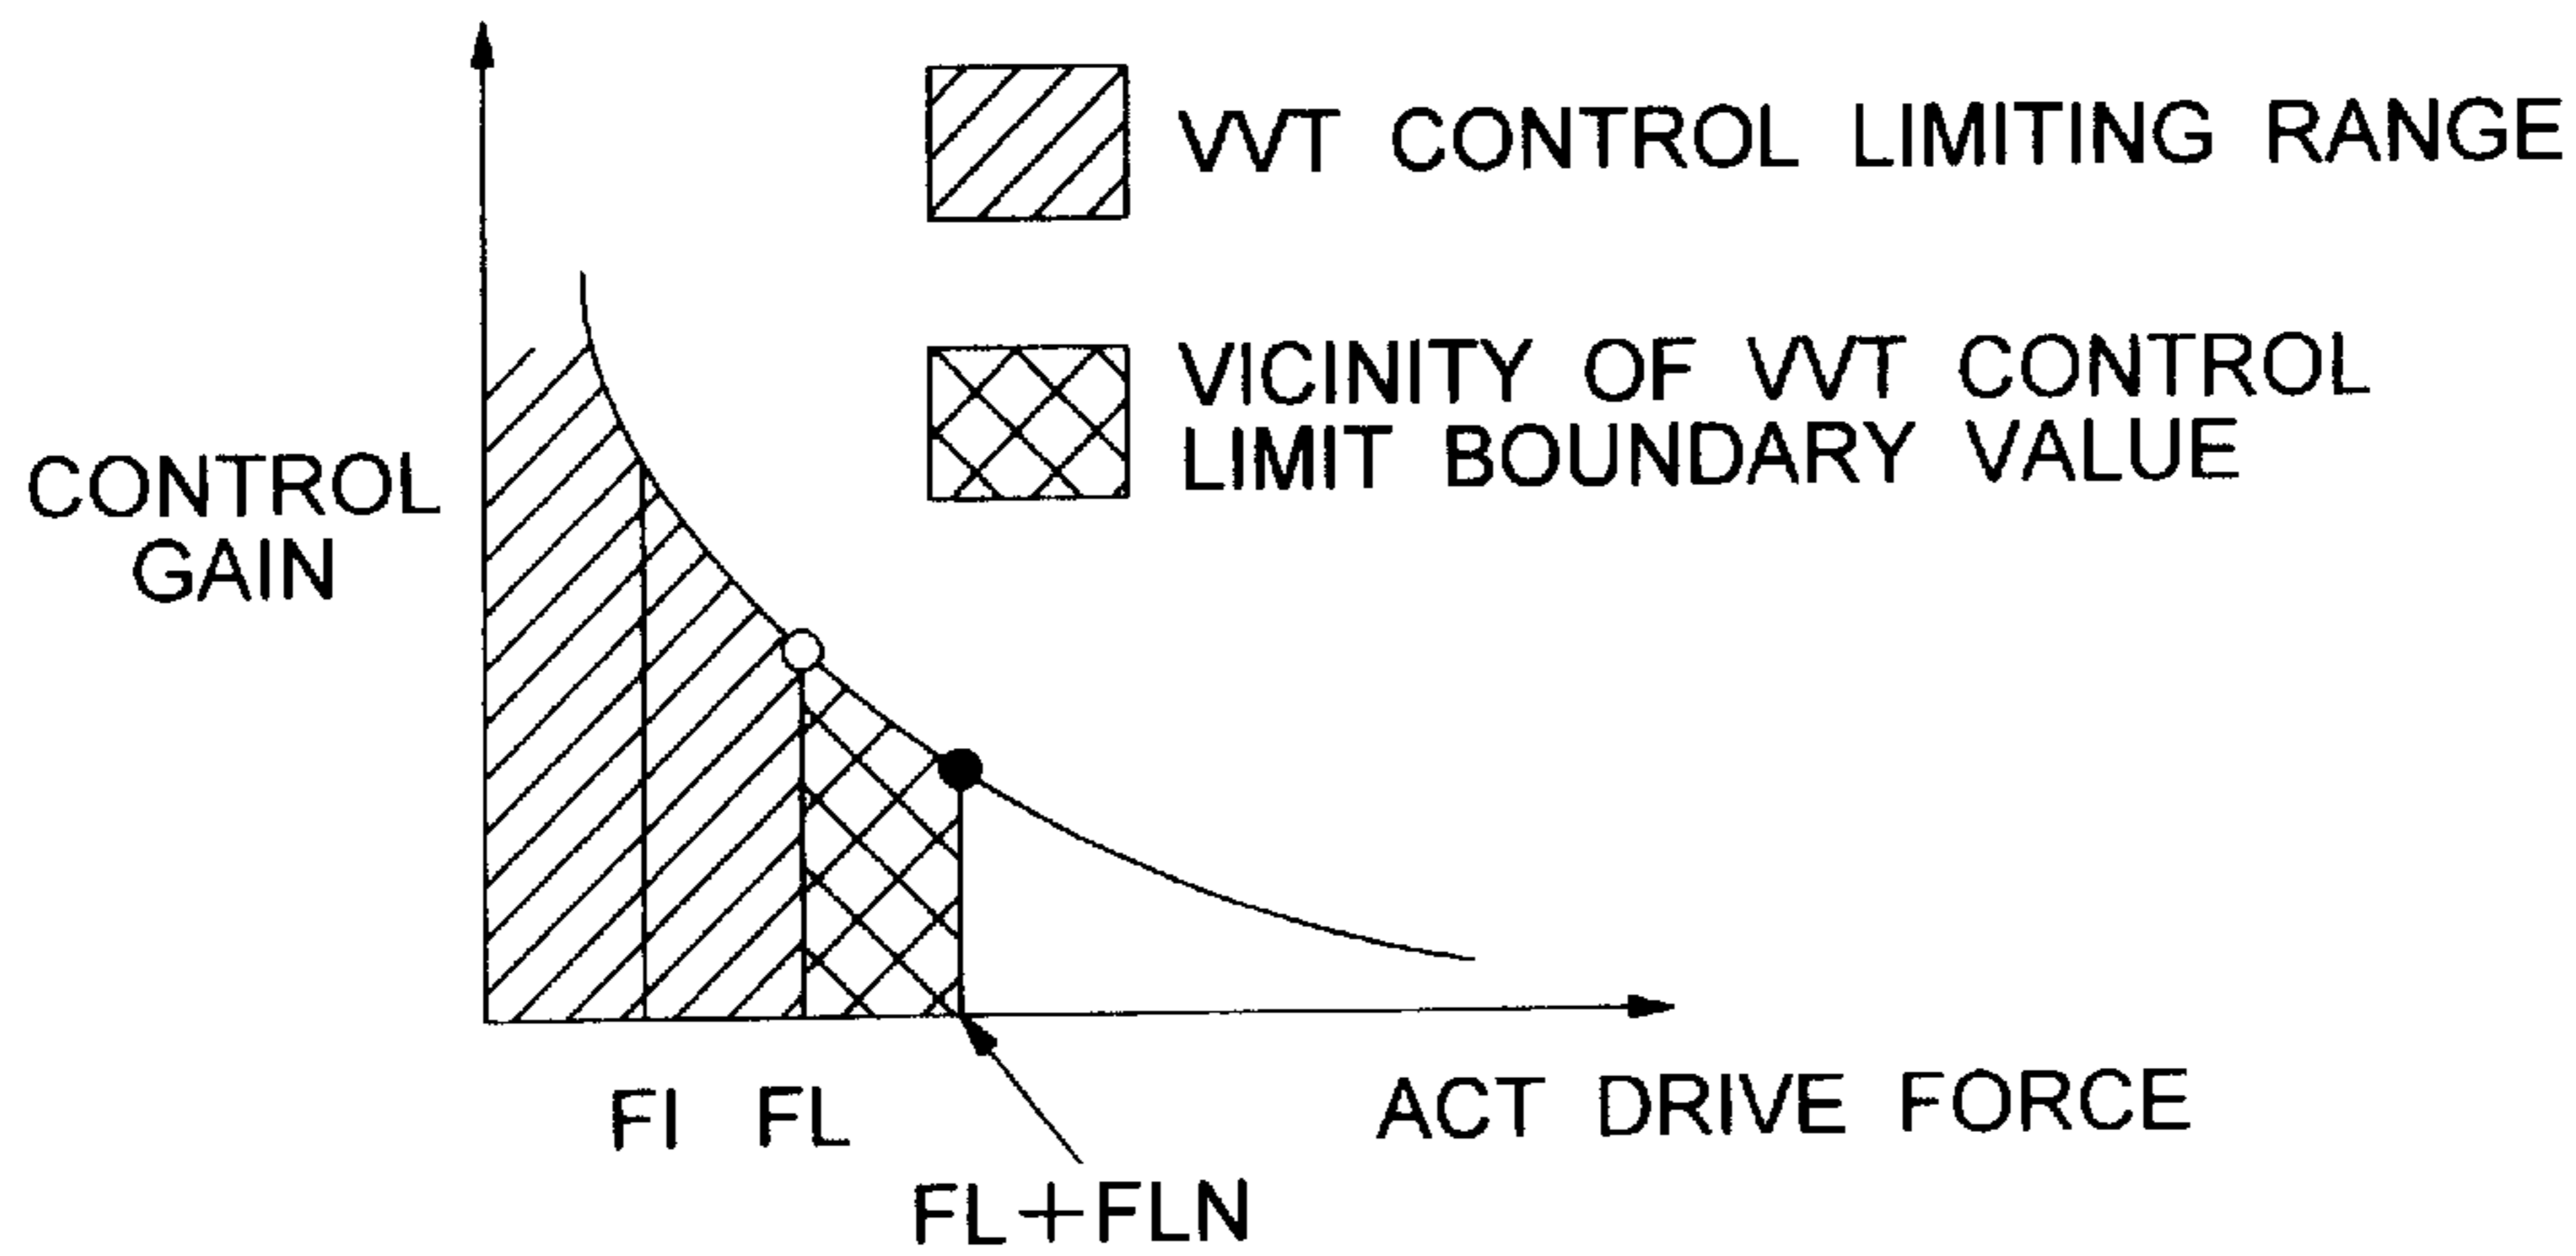 VVT CONTROL LIMITING RANGE
VICINITY OF VVT CONTROL
LIMIT BOUNDARY VALUE
CONTROL
GAIN
FI FL
ACT DRIVE FORCE
FL+FLN